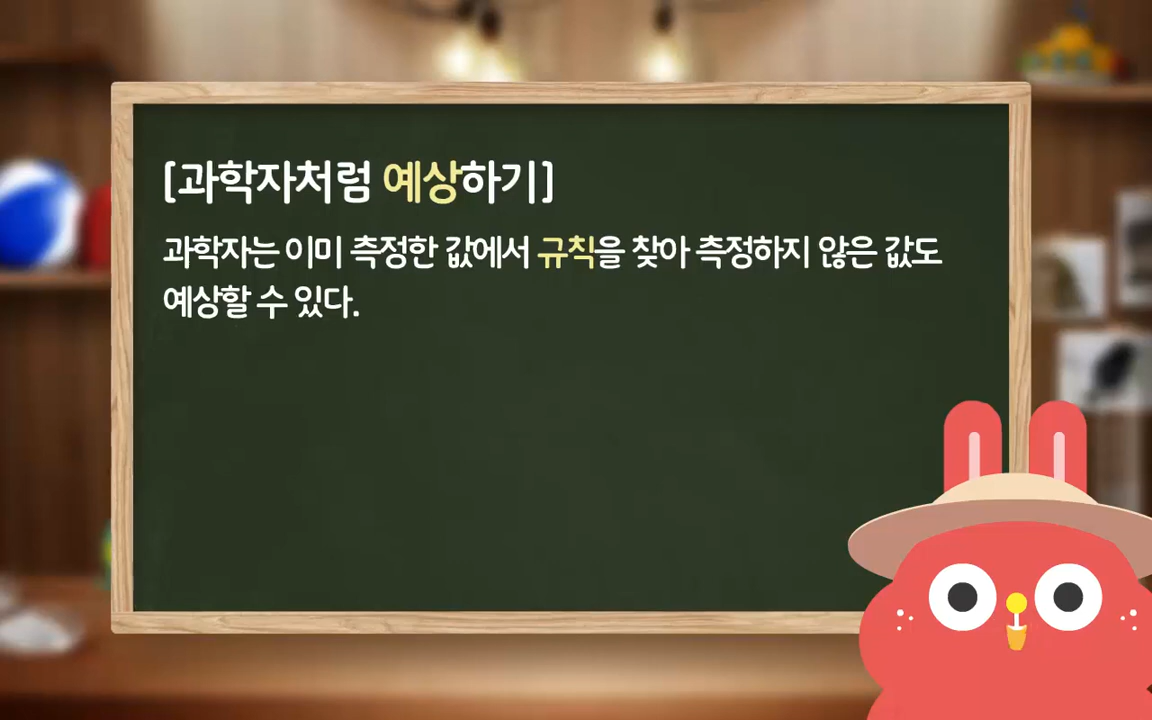 [과학자처럼 예상하기]
과학자는 이미 측정한 값에서 규칙을 찾아 측정하지 않은 값도
예상할 수 있다.